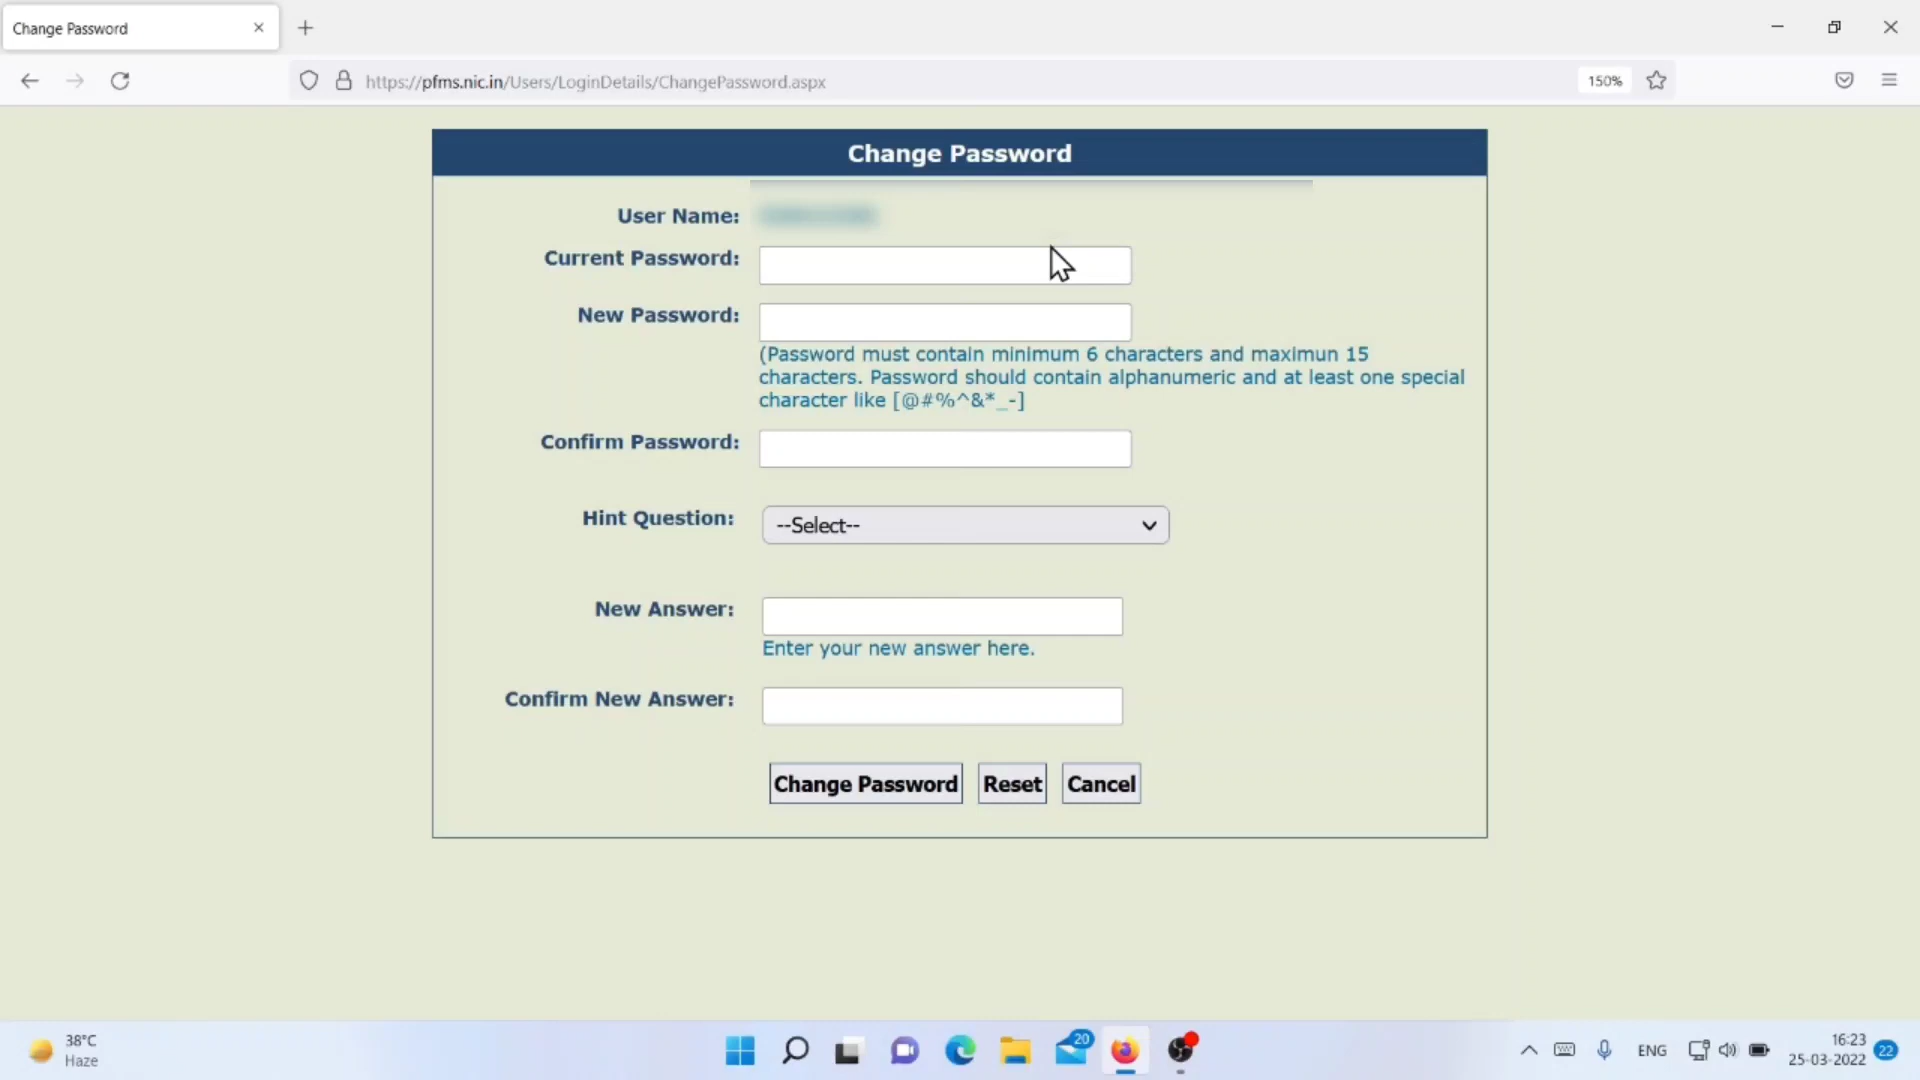 Change Password
https://pfms.nic.in/Users/LoginDetails/ChangePassword.aspx
150%
Change Password
User Name:
Current Password:
New Password:
(Password must contain minimum 6 characters and maximun 15
characters. Password should contain alphanumeric and at least one special
character like [@#%^&*_-]
Confirm Password:
Hint Question:
--Select--
New Answer:
Enter your new answer here.
Confirm New Answer:
Change Password
Reset
Cancel
38°C
Haze
20
ENG
16:23
25-03-2022
22